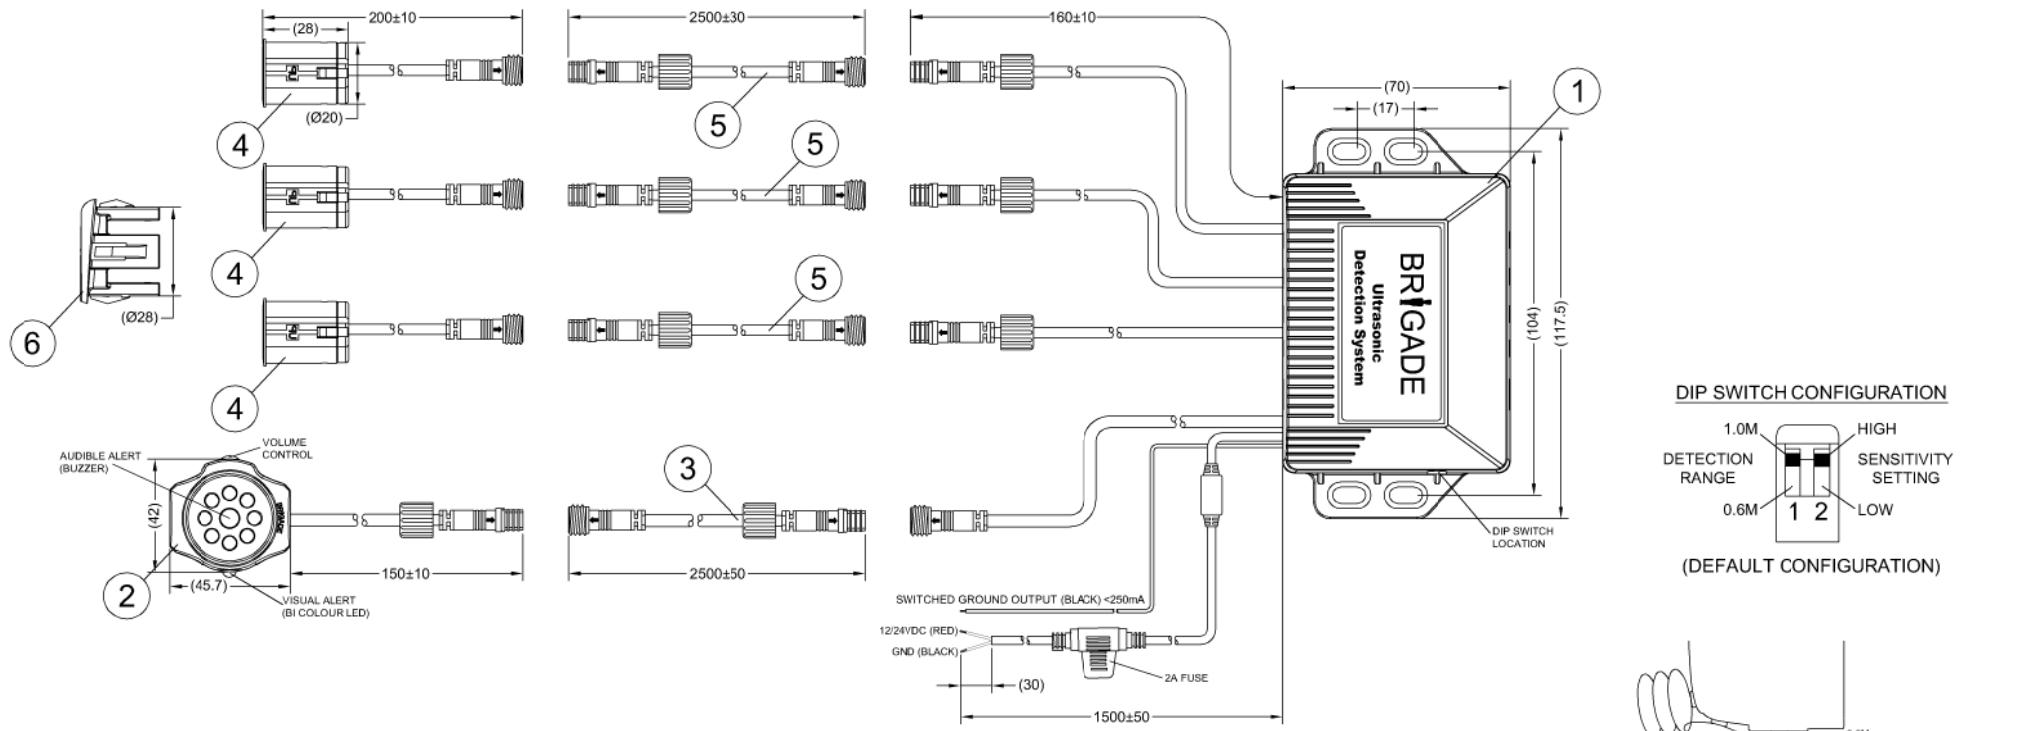 200±10
2500±30
160±10
(28)
(70)
1
(17)
(Ø20)
4
5
5
4
5
(Ø28)
6
4
BRIGADE
Ultrasonic
Detection System
(104)
(117.5)
DIP SWITCH CONFIGURATION
1.0M
HIGH
DETECTION
RANGE
SENSITIVITY
SETTING
0.6M
1 2
LOW
(DEFAULT CONFIGURATION)
VOLUME
CONTROL
AUDIBLE ALERT
(BUZZER)
(42)
3
DIP SWITCH
LOCATION
150±10
2500±50
(45.7)
2
VISUAL ALERT
(BI COLOUR LED)
SWITCHED GROUND OUTPUT (BLACK) <250mA
12/24VDC (RED)
GND (BLACK)
2A FUSE
(30)
1500±50